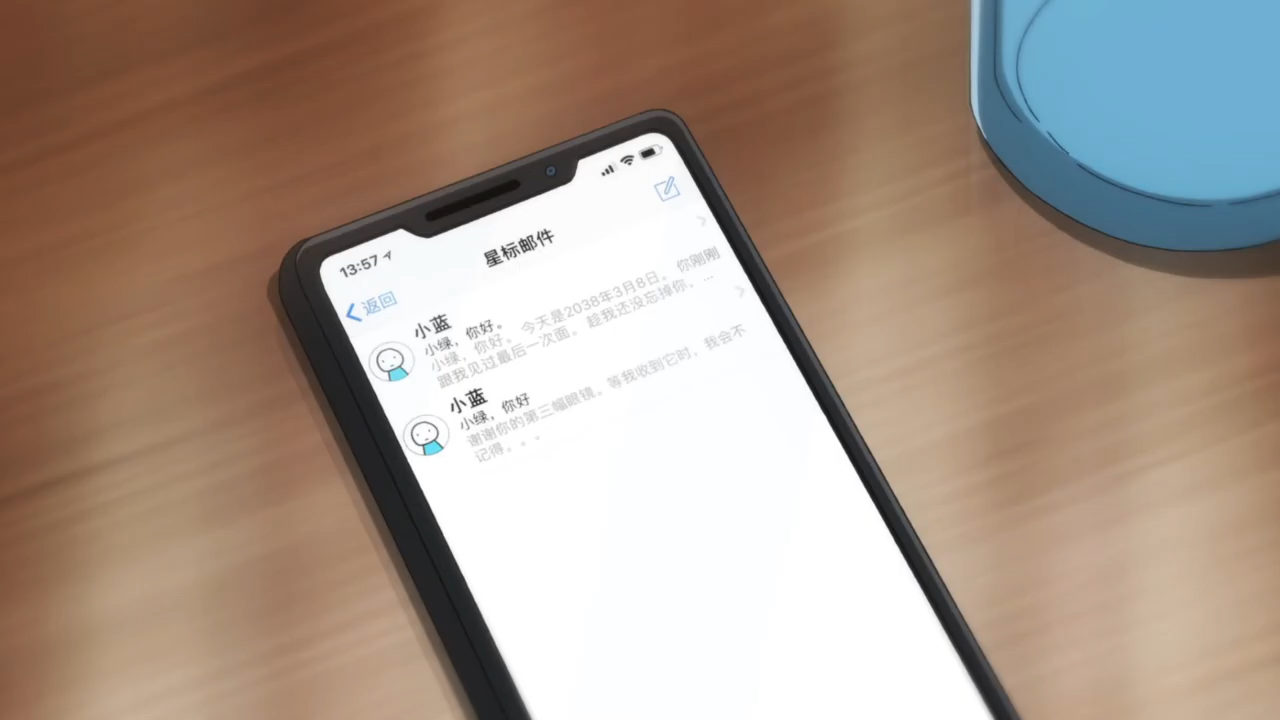 13:57
星标邮件
返回
小蓝
小绿，你好。
小绿，你好。 今天是2038年3月8日。 你刚刚
跟我见过最后一次面。 趁我还没忘掉你，…
小蓝
小绿，你好
谢谢你的第三幅眼镜。等我收到它时，我会不
记得。。。